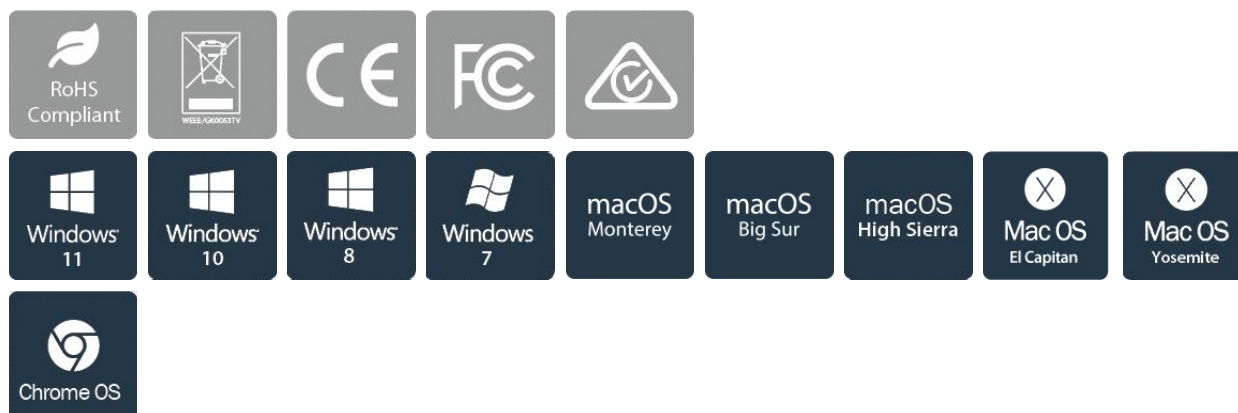 RoHS
Compliant
WEEE/GK0083TV
CE
FC
Windows
11
Windows
10
Windows
8
Windows
7
macOS
Monterey
macOS
Big Sur
macOS
High Sierra
X
Mac OS
El Capitan
X
Mac OS
Yosemite
Chrome OS